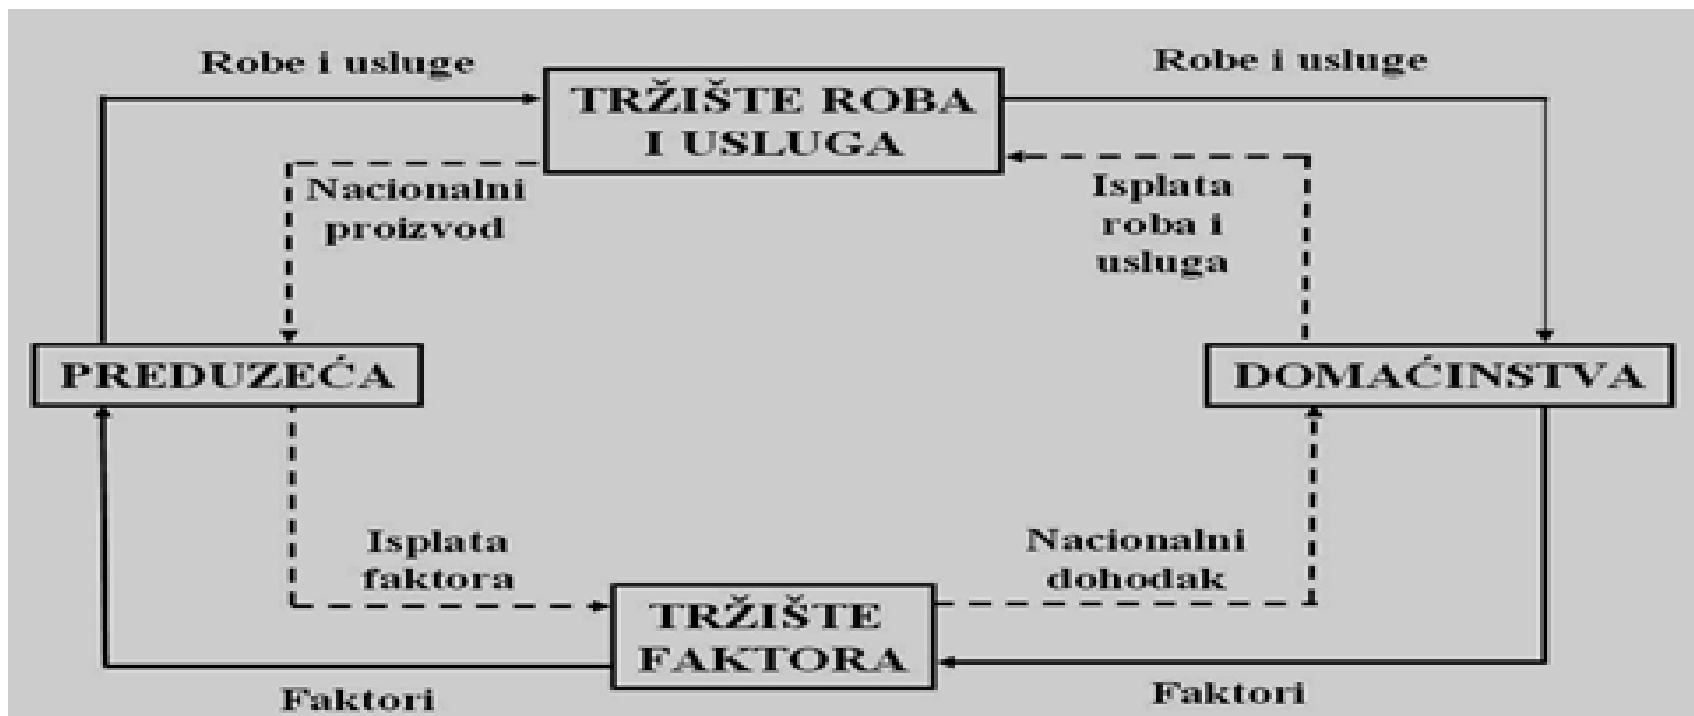 Robe i usluge
Robe i usluge
TRŽIŠTE ROBA
I USLUGA
Nacionalni
proizvod
Isplata
roba i
usluga
PREDUZEĆA
DOMAĆINSTVA
Isplata
faktora
Nacionalni
dohodak
TRŽIŠTE
FAKTORA
Faktori
Faktori